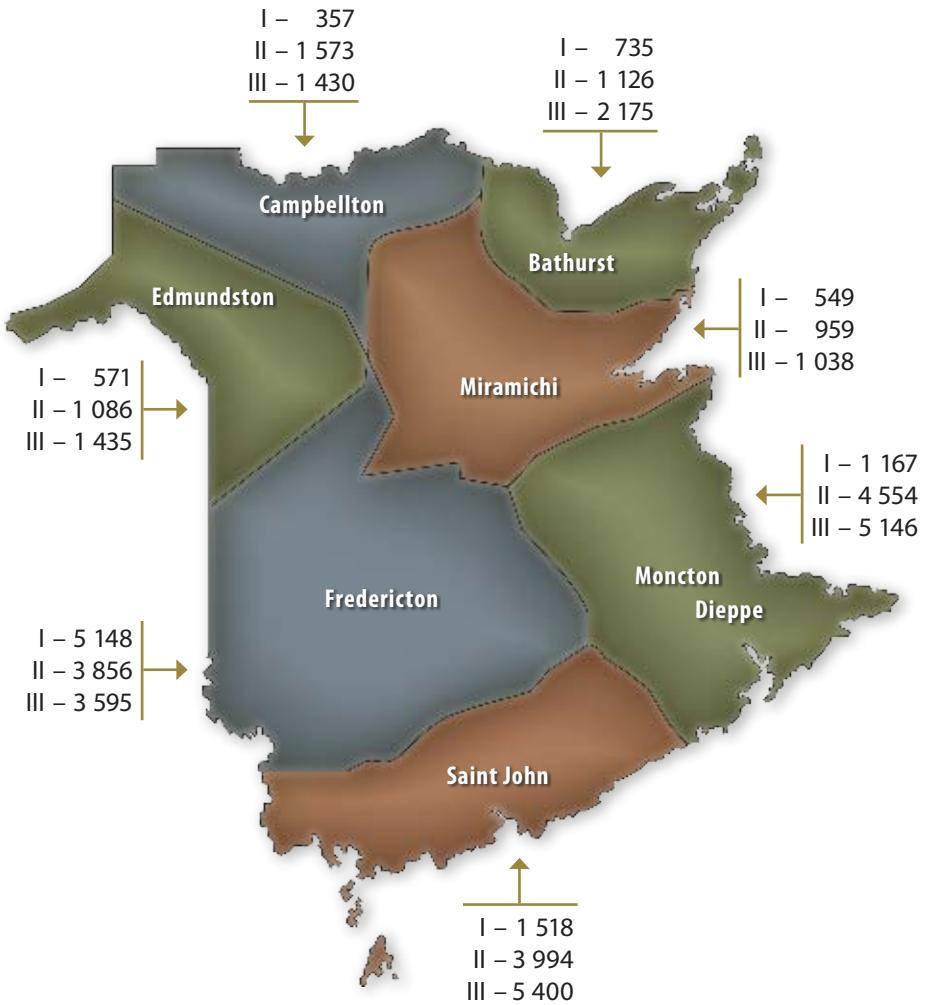 I – 357
II – 1 573
III – 1 430
I – 735
II – 1 126
III – 2 175
Campbellton
Bathurst
Edmundston
I – 549
II – 959
III – 1 038
Miramichi
I – 571
II – 1 086
III – 1 435
I – 1 167
II – 4 554
III – 5 146
Moncton
Dieppe
Fredericton
I – 5 148
II – 3 856
III – 3 595
Saint John
I – 1 518
II – 3 994
III – 5 400